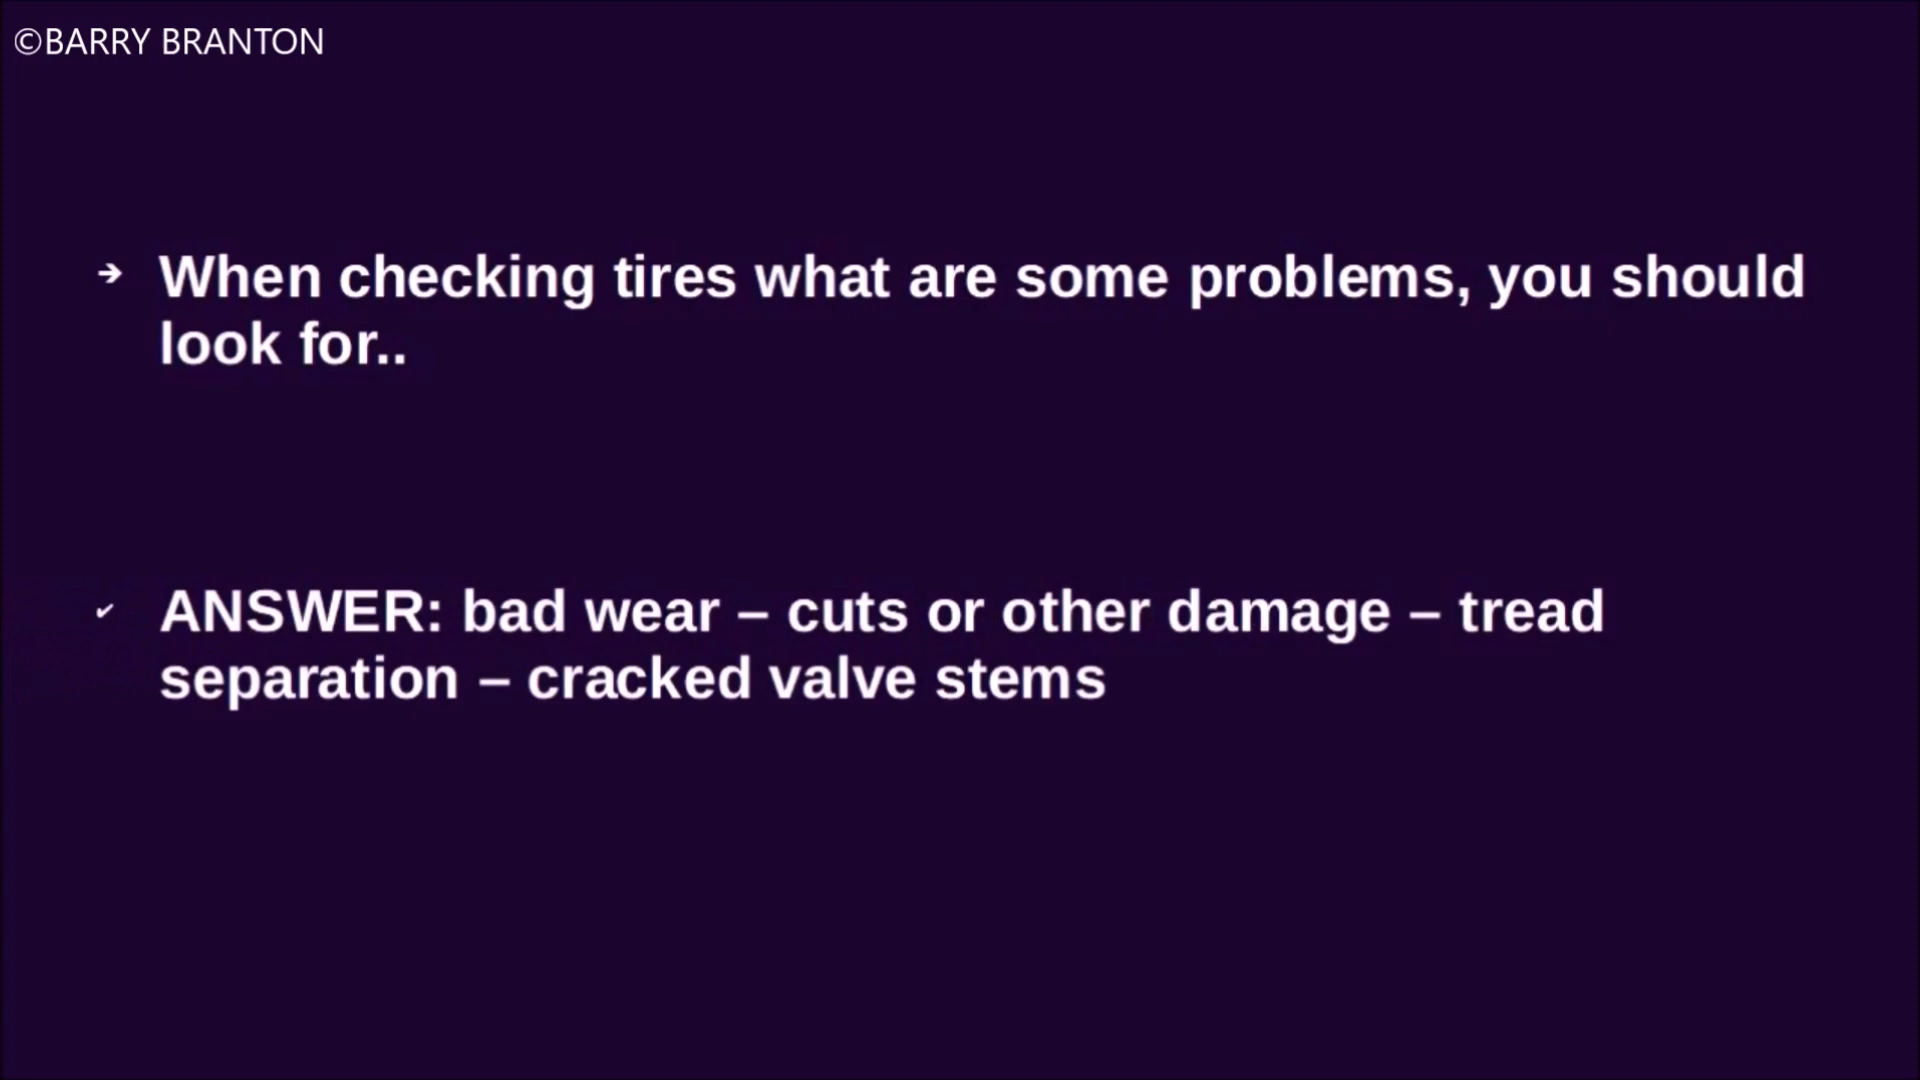 ©BARRY BRANTON
➔ When checking tires what are some problems, you should
look for..
✔ ANSWER: bad wear – cuts or other damage – tread
separation – cracked valve stems